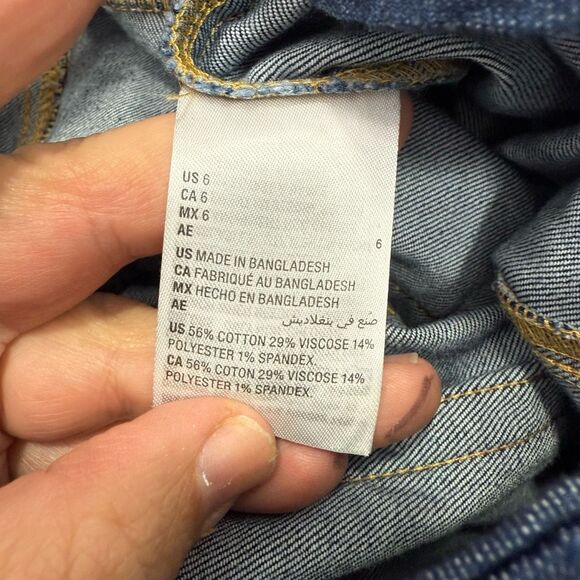 US 6
CA 6
MX 6
AE 6
US MADE IN BANGLADESH
CA FABRIQUÉ AU BANGLADESH
MX HECHO EN BANGLADESH
AE صنع في بنغلاديش
US 56% COTTON 29% VISCOSE 14%
POLYESTER 1% SPANDEX.
CA 56% COTON 29% VISCOSE 14%
POLYESTER 1% SPANDEX.